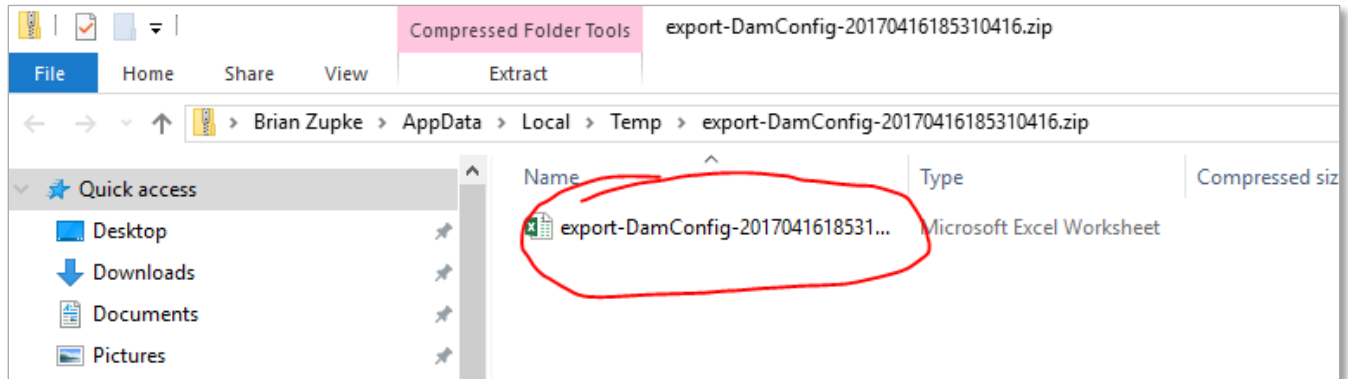 Compressed Folder Tools export-DamConfig-20170416185310416.zip
File Home Share View Extract
Brian Zupke > AppData > Local > Temp > export-DamConfig-20170416185310416.zip
Name Type Compressed siz
Quick access
export-DamConfig-2017041618531... Microsoft Excel Worksheet
Desktop
Downloads
Documents
Pictures